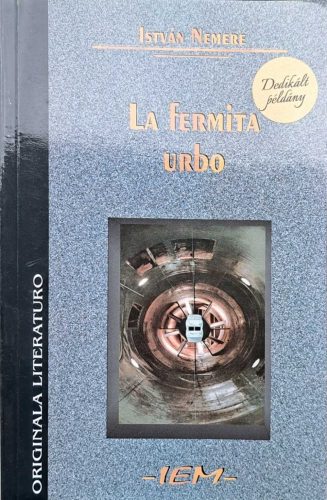 ISTVÁN NEMERE
Dedikált
példány
LA FERMITA
URBO
ORIGINALA LITERATURO
-IEM-